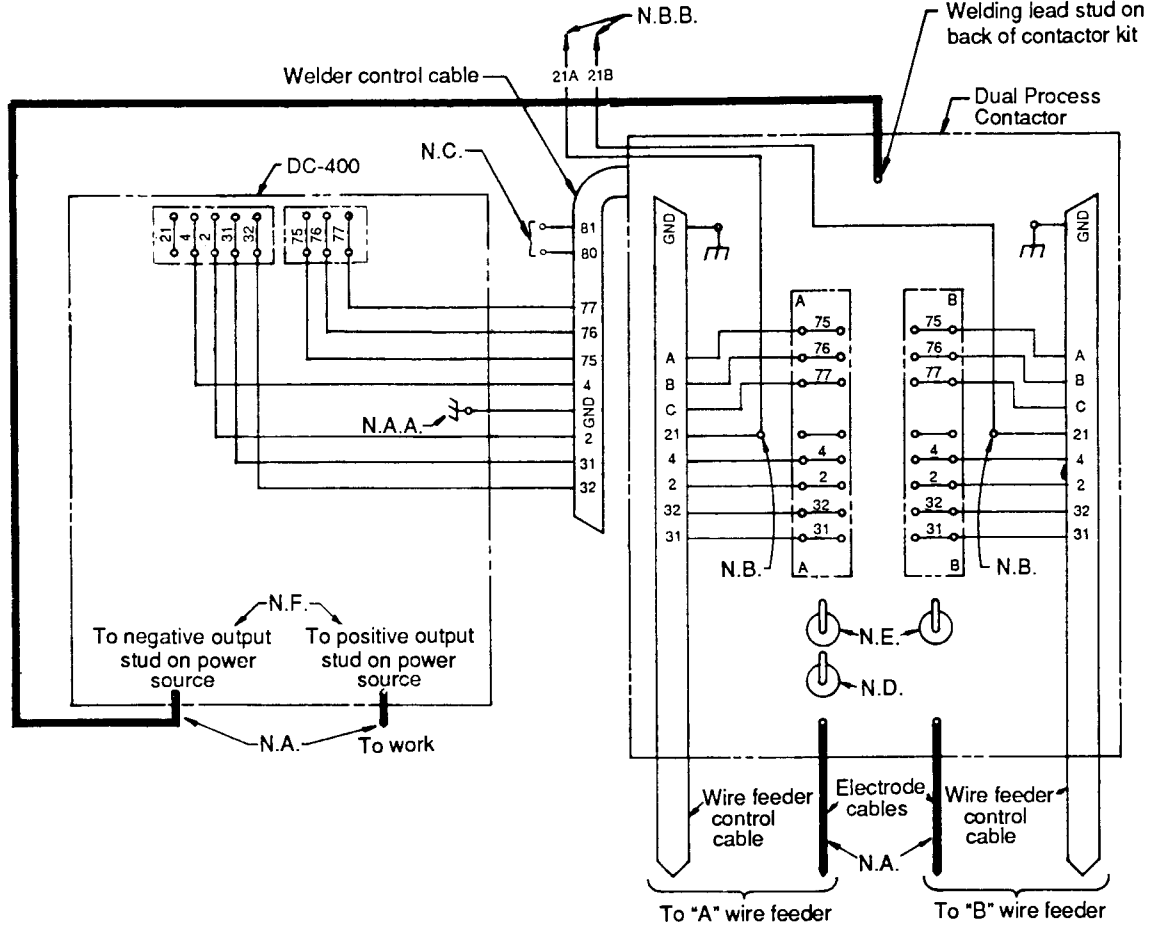 N.B.B.
Welding lead stud on
back of contactor kit
Welder control cable
21A 21B
Dual Process
Contactor
N.C.
DC-400
21 4 2 31 32 75 76 77
81
80
GND
GND
77
76
75
4
GND
2
31
32
N.A.A.
A
B
C
21
4
2
32
31
A
75
76
77
4
2
32
31
A
B
75
76
77
4
2
32
31
B
A
B
C
21
4
2
32
31
N.B.
N.B.
N.F.
To negative output
stud on power
source
To positive output
stud on power
source
N.E.
N.D.
N.A.
To work
Wire feeder
control
cable
Electrode
cables
Wire feeder
control
cable
N.A.
To "A" wire feeder
To "B" wire feeder